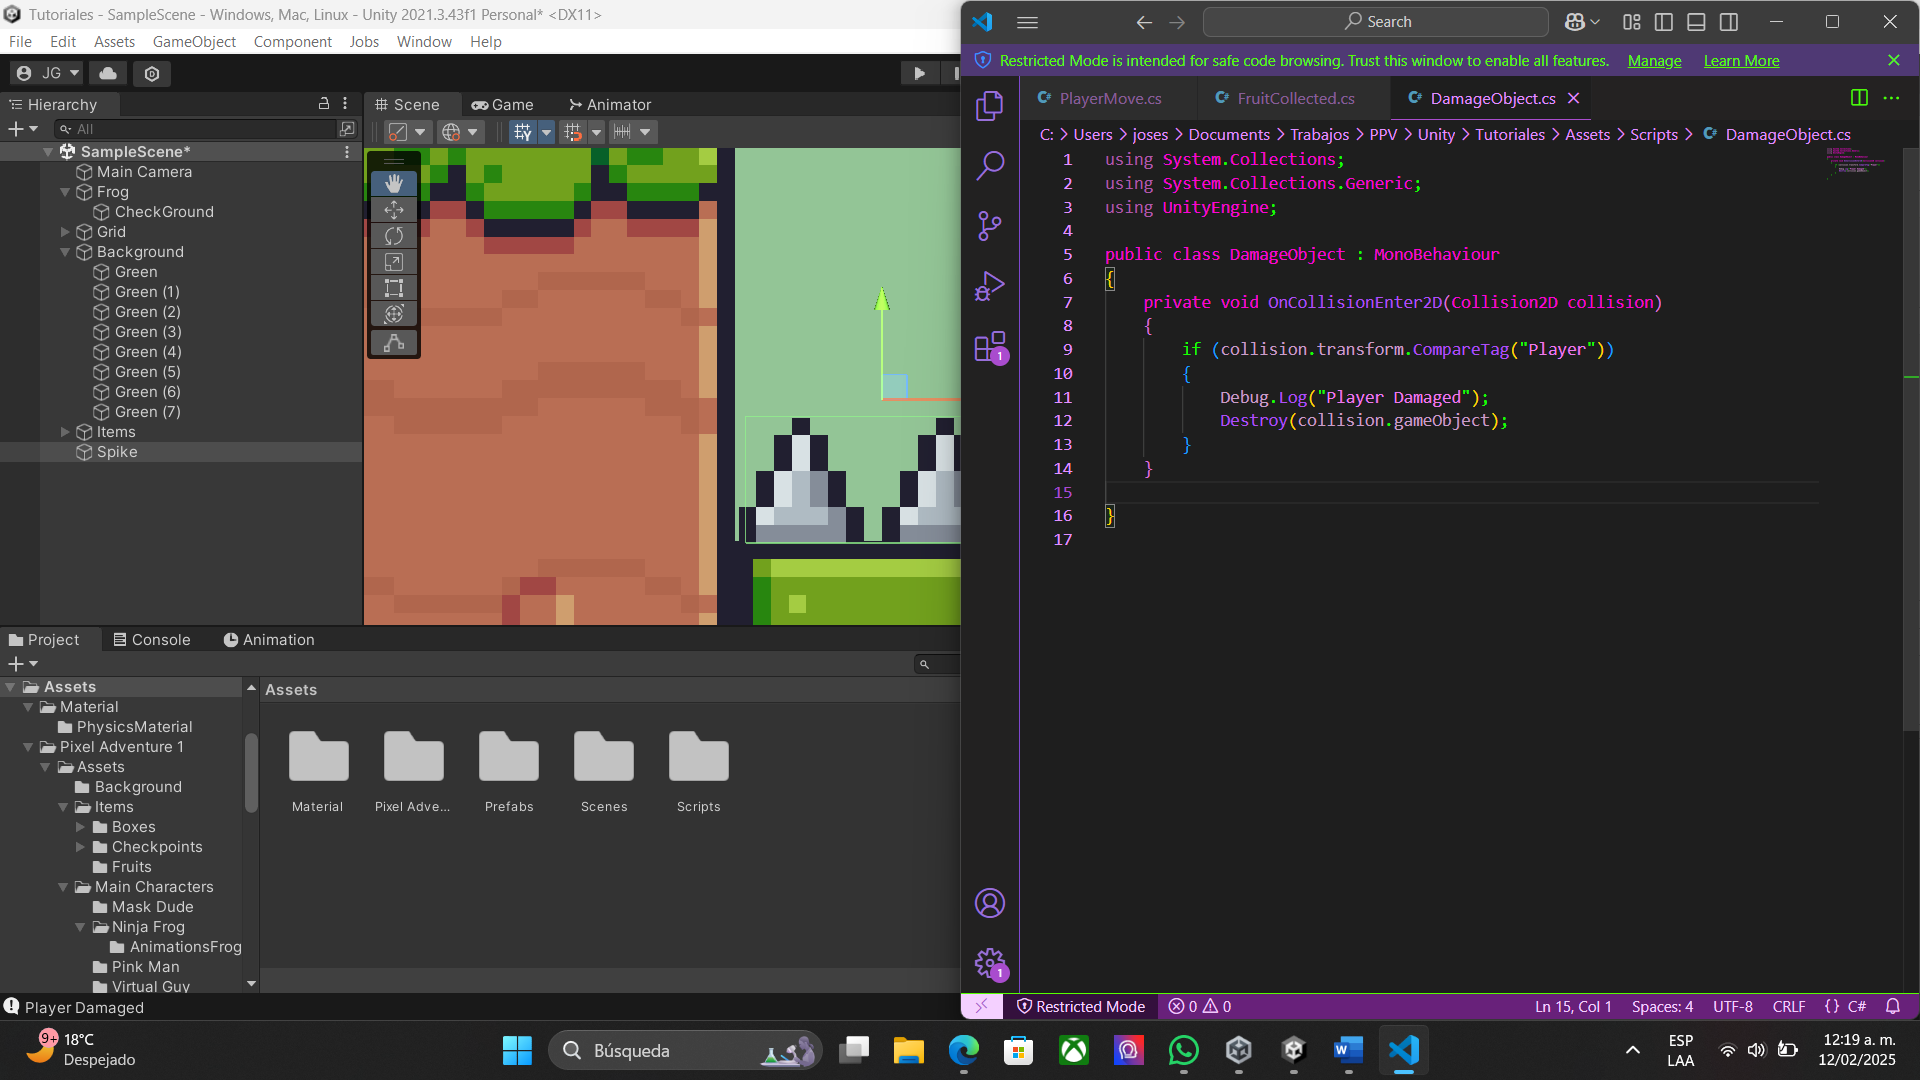 Tutoriales - SampleScene - Windows, Mac, Linux - Unity 2021.3.43f1 Personal* <DX11>
File Edit Assets GameObject Component Jobs Window Help
JG
Hierarchy
All
SampleScene*
Main Camera
Frog
CheckGround
Grid
Background
Green
Green (1)
Green (2)
Green (3)
Green (4)
Green (5)
Green (6)
Green (7)
Items
Spike
Scene Game Animator
Project Console Animation
Assets
Material
PhysicsMaterial
Pixel Adventure 1
Assets
Background
Items
Boxes
Checkpoints
Fruits
Main Characters
Mask Dude
Ninja Frog
AnimationsFrog
Pink Man
Virtual Guy
Assets
Material Pixel Adve... Prefabs Scenes Scripts
Player Damaged
Search
Restricted Mode is intended for safe code browsing. Trust this window to enable all features. Manage Learn More
PlayerMove.cs FruitCollected.cs DamageObject.cs
C: > Users > joses > Documents > Trabajos > PPV > Unity > Tutoriales > Assets > Scripts > DamageObject.cs
1 using System.Collections;
2 using System.Collections.Generic;
3 using UnityEngine;
4
5 public class DamageObject : MonoBehaviour
6 {
7 private void OnCollisionEnter2D(Collision2D collision)
8 {
9 if (collision.transform.CompareTag("Player"))
10 {
11 Debug.Log("Player Damaged");
12 Destroy(collision.gameObject);
13 }
14 }
15
16 }
17
1
1
Restricted Mode 0 0 Ln 15, Col 1 Spaces: 4 UTF-8 CRLF {} C#
9+ 18°C
Despejado
Búsqueda
ESP
LAA
12:19 a. m.
12/02/2025